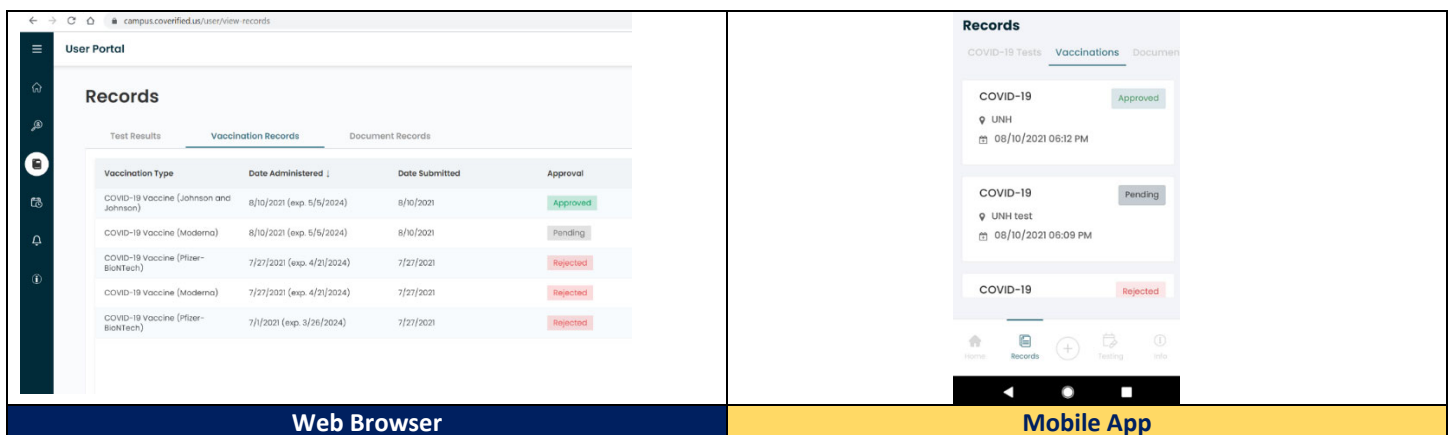 campus.coverified.us/user/view-records
User Portal
Records
Test Results Vaccination Records Document Records
Vaccination Type Date Administered ↓ Date Submitted Approval
COVID-19 Vaccine (Johnson and
Johnson) 8/10/2021 (exp. 5/5/2024) 8/10/2021 Approved
COVID-19 Vaccine (Moderna) 8/10/2021 (exp. 5/5/2024) 8/10/2021 Pending
COVID-19 Vaccine (Pfizer-
BioNTech) 7/27/2021 (exp. 4/21/2024) 7/27/2021 Rejected
COVID-19 Vaccine (Moderna) 7/27/2021 (exp. 4/21/2024) 7/27/2021 Rejected
COVID-19 Vaccine (Pfizer-
BioNTech) 7/1/2021 (exp. 3/26/2024) 7/27/2021 Rejected
Web Browser
Records
COVID-19 Tests Vaccinations Documen
COVID-19 Approved
UNH
08/10/2021 06:12 PM
COVID-19 Pending
UNH test
08/10/2021 06:09 PM
COVID-19 Rejected
Home Records Testing Info
Mobile App